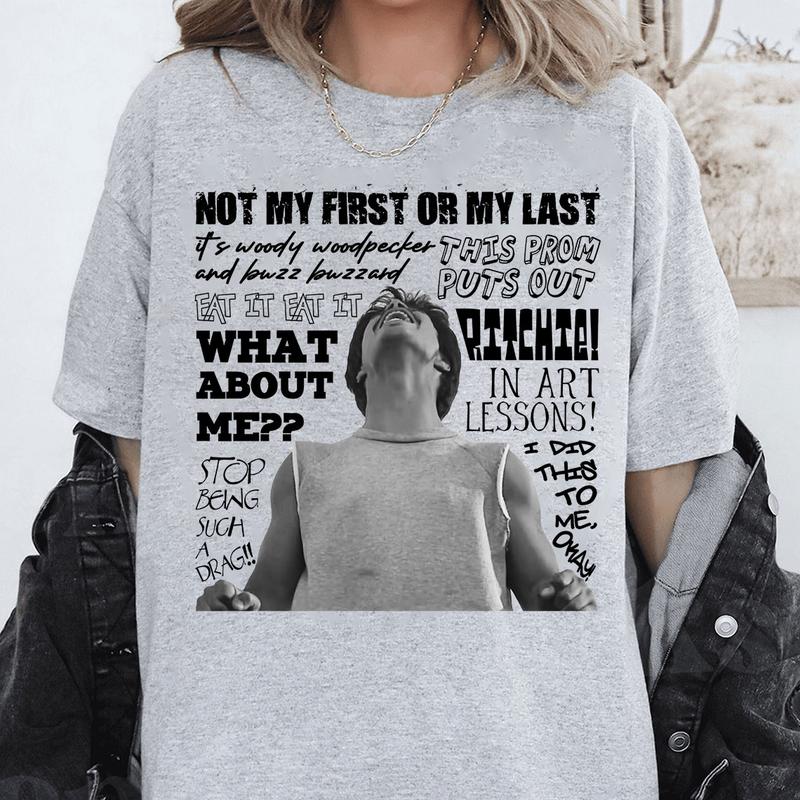 NOT MY FIRST OR MY LAST
it's woody woodpecker
and buzz buzzard
THIS PROM
PUTS OUT
EAT IT EAT IT
WHAT
ABOUT
ME??
RITCHIE!
IN ART
LESSONS!
STOP
BEING
SUCH
A
DRAG!!
I DID
THIS
TO
ME,
OKAY!